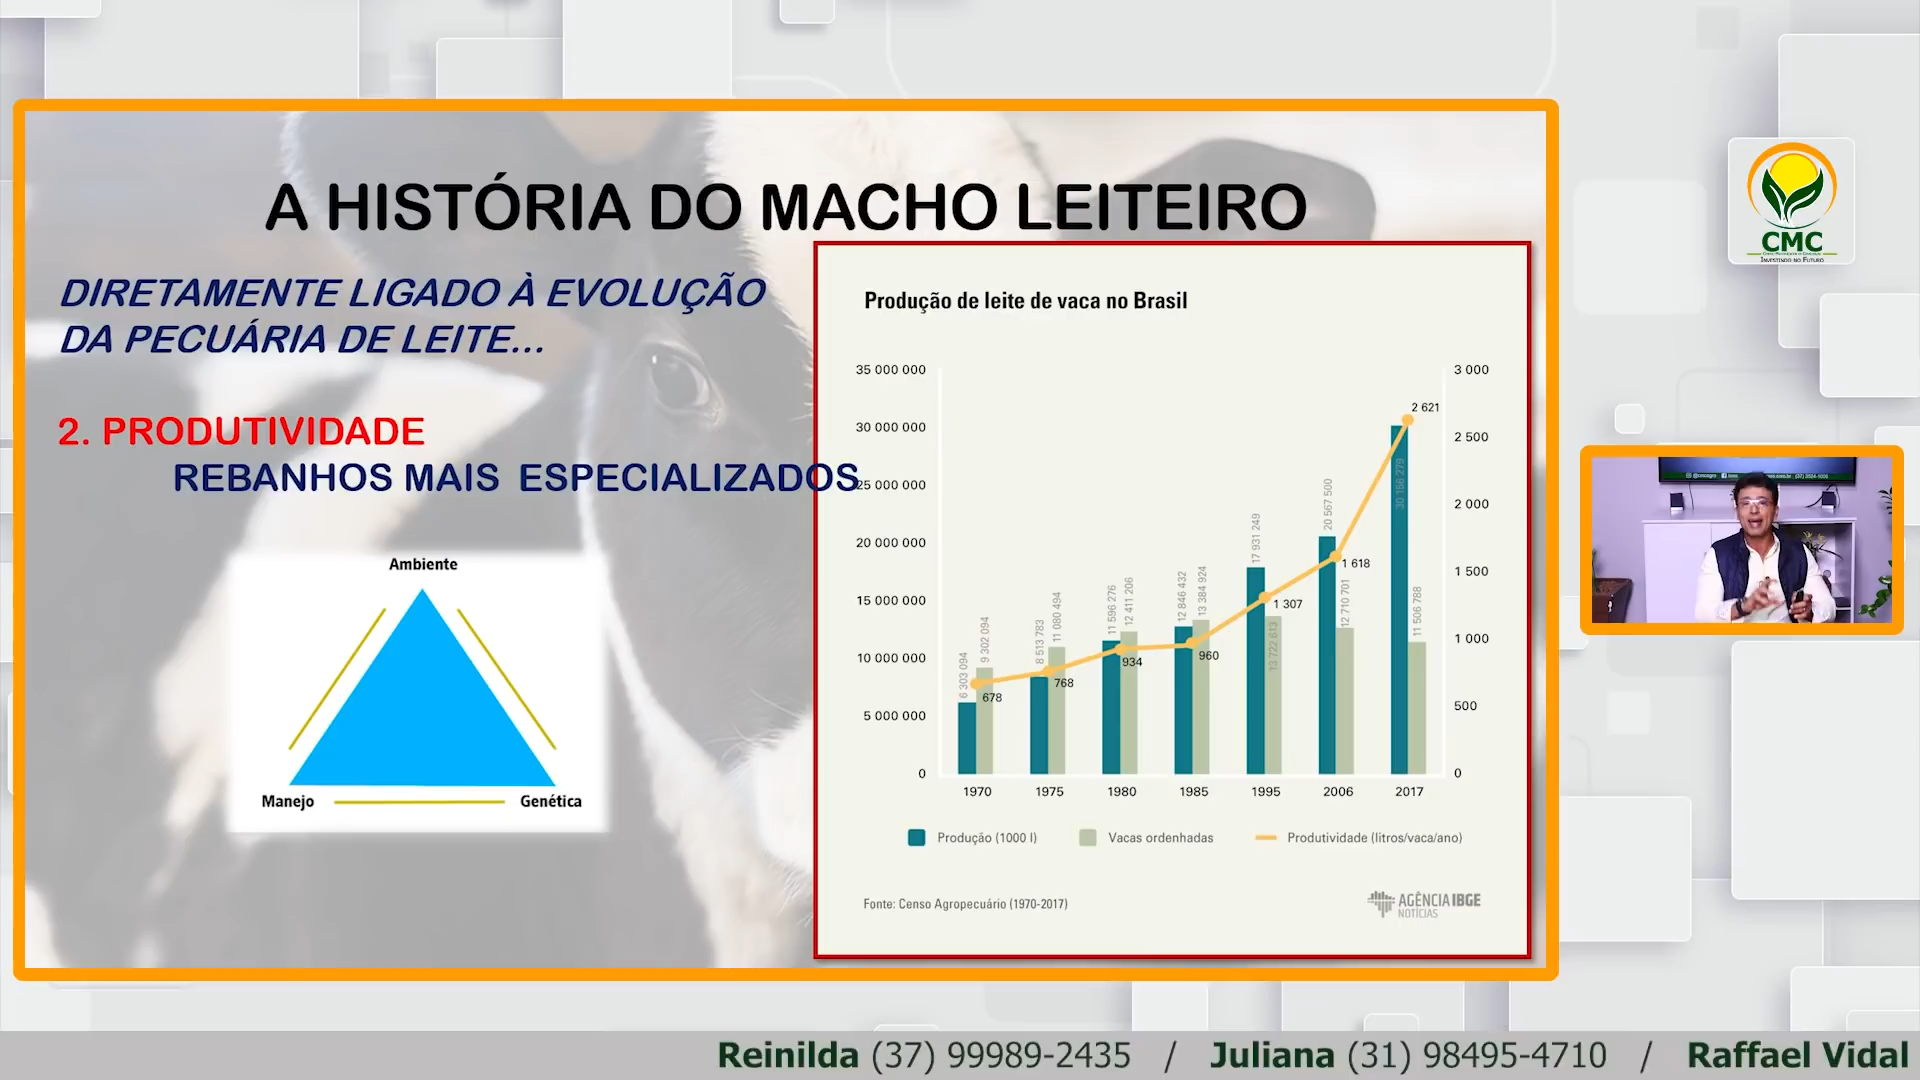 A HISTÓRIA DO MACHO LEITEIRO
DIRETAMENTE LIGADO À EVOLUÇÃO
DA PECUÁRIA DE LEITE...
2. PRODUTIVIDADE
REBANHOS MAIS ESPECIALIZADOS
Ambiente
Manejo
Genética
Produção de leite de vaca no Brasil
35 000 000
30 000 000
25 000 000
20 000 000
15 000 000
10 000 000
5 000 000
0
3 000
2 500
2 000
1 500
1 000
500
0
6 303 094
9 302 094
678
8 513 783
11 080 494
768
11 596 276
12 411 206
934
12 846 432
13 384 924
960
17 931 249
13 722 613
1 307
20 567 500
12 710 701
1 618
30 156 279
11 506 788
2 621
1970
1975
1980
1985
1995
2006
2017
Produção (1000 l)
Vacas ordenhadas
Produtividade (litros/vaca/ano)
Fonte: Censo Agropecuário (1970-2017)
AGÊNCIA IBGE
NOTÍCIAS
CMC
INVESTINDO NO FUTURO
Reinilda (37) 99989-2435 / Juliana (31) 98495-4710 / Raffael Vidal